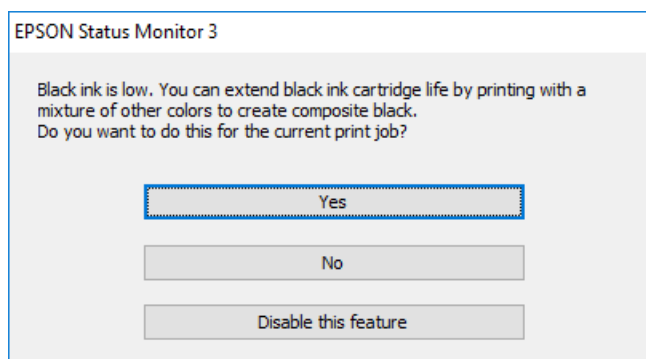 EPSON Status Monitor 3
Black ink is low. You can extend black ink cartridge life by printing with a
mixture of other colors to create composite black.
Do you want to do this for the current print job?
Yes
No
Disable this feature